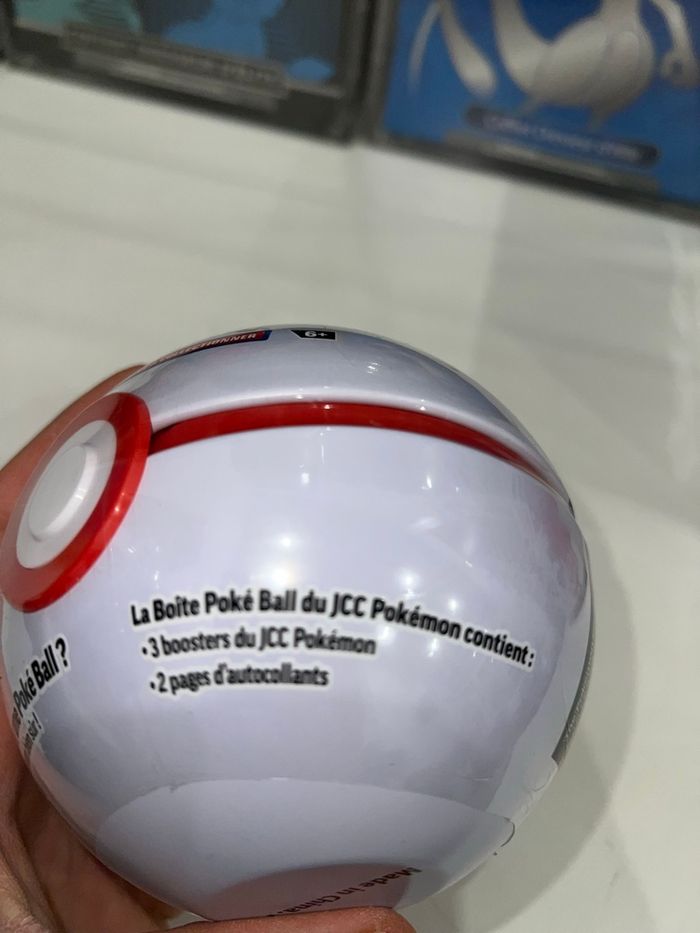 6+
La Boîte Poké Ball du JCC Pokémon contient :
• 3 boosters du JCC Pokémon
• 2 pages d'autocollants
Poké Ball ?
Made in China.